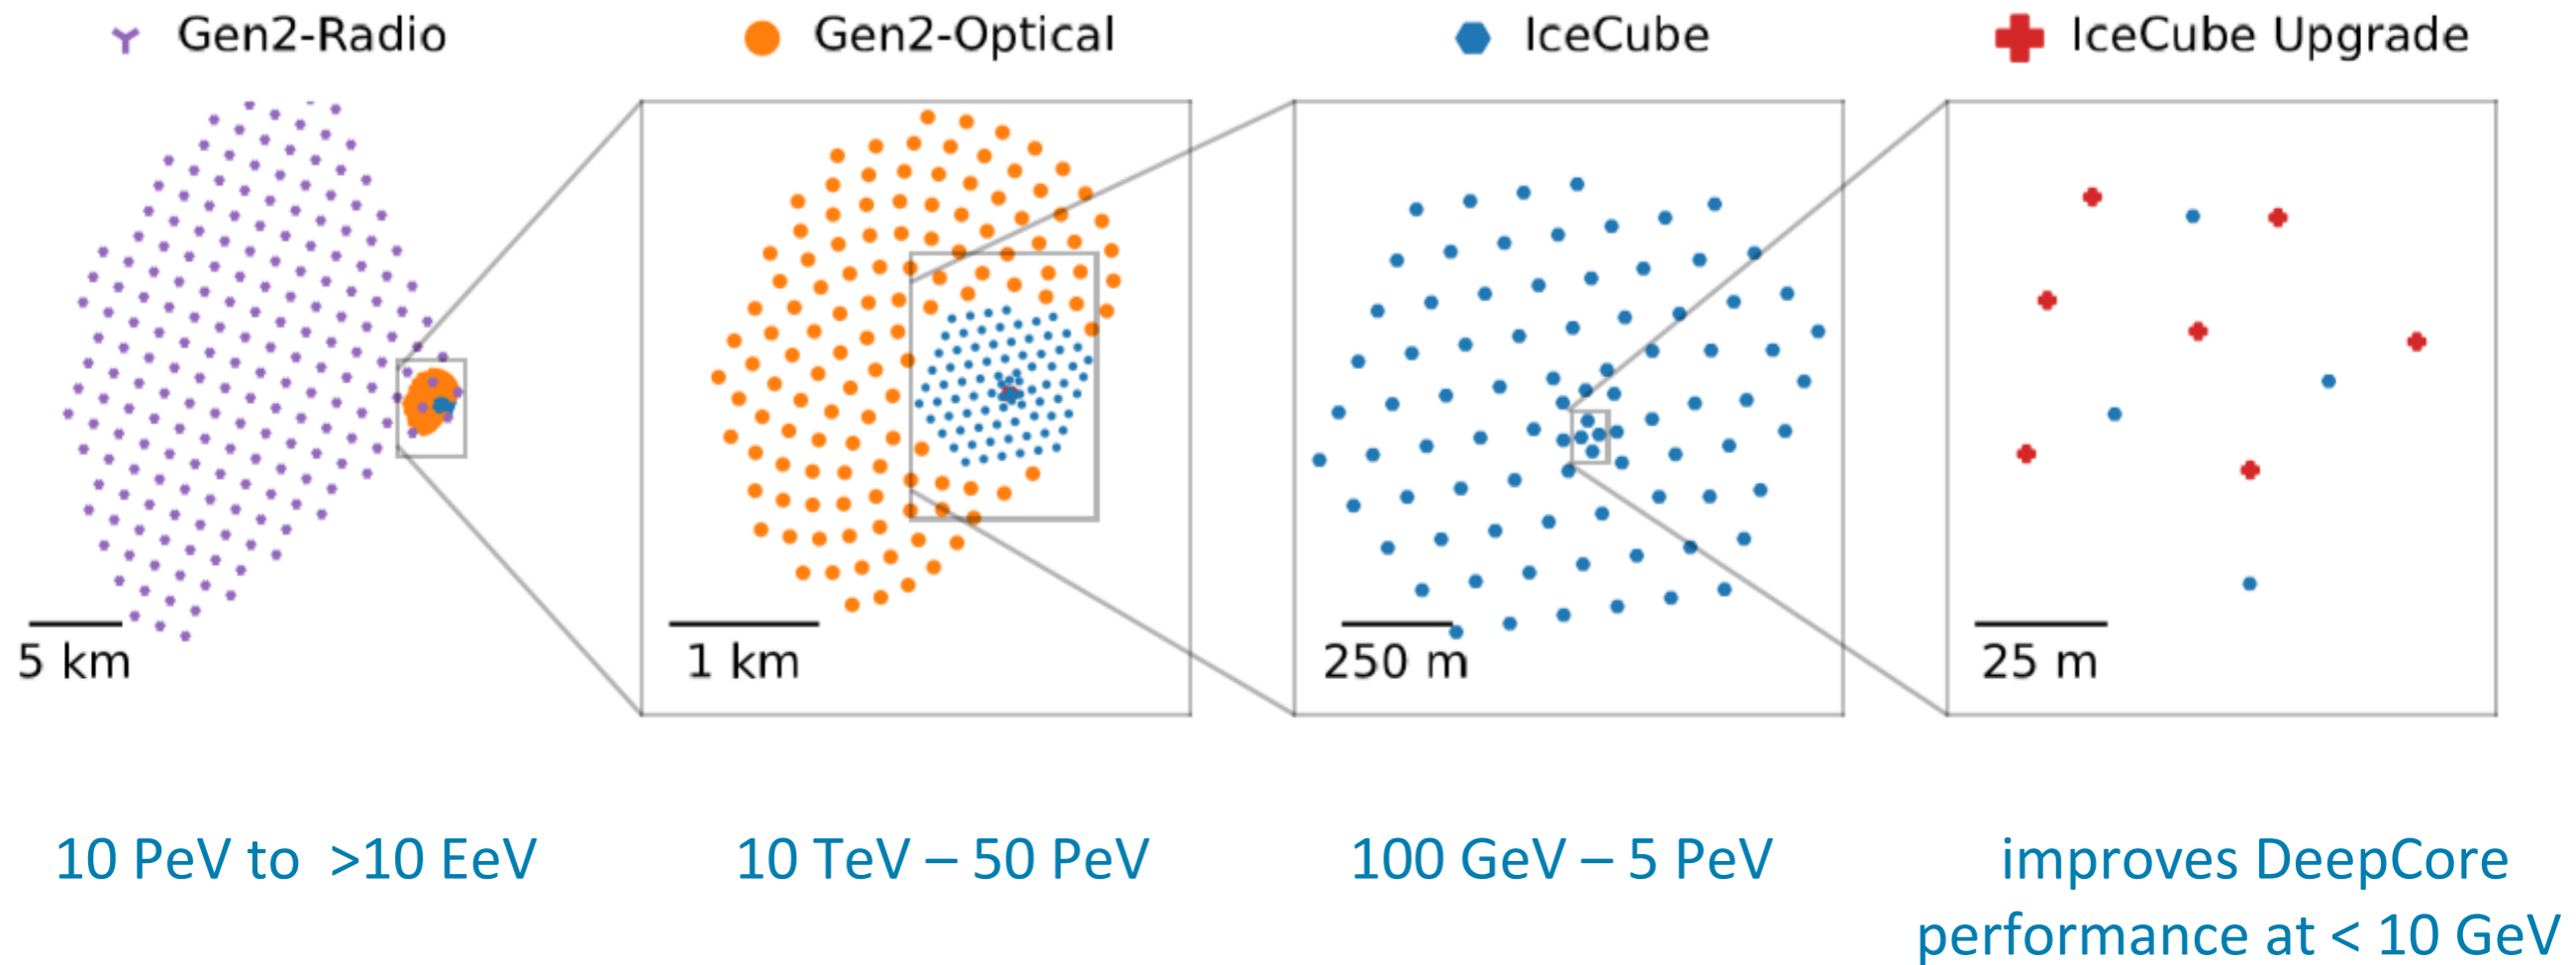 Gen2-Radio
Gen2-Optical
IceCube
IceCube Upgrade
5 km
1 km
250 m
25 m
10 PeV to >10 EeV
10 TeV – 50 PeV
100 GeV – 5 PeV
improves DeepCore
performance at < 10 GeV